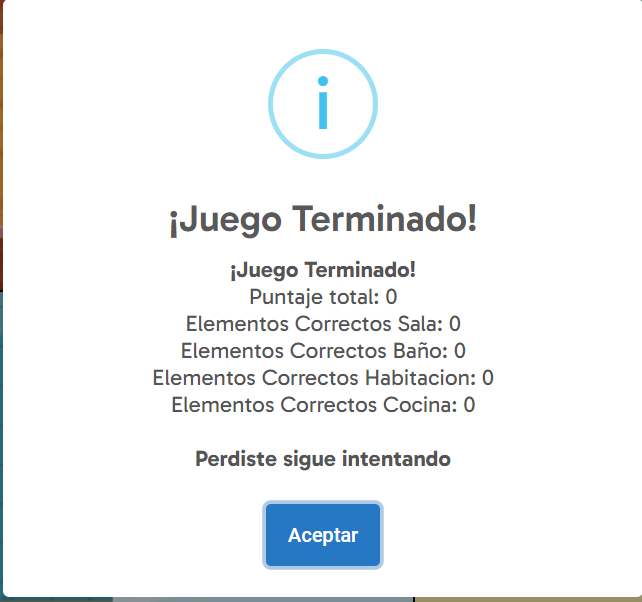 ¡Juego Terminado!
¡Juego Terminado!
Puntaje total: 0
Elementos Correctos Sala: 0
Elementos Correctos Baño: 0
Elementos Correctos Habitacion: 0
Elementos Correctos Cocina: 0
Perdiste sigue intentando
Aceptar